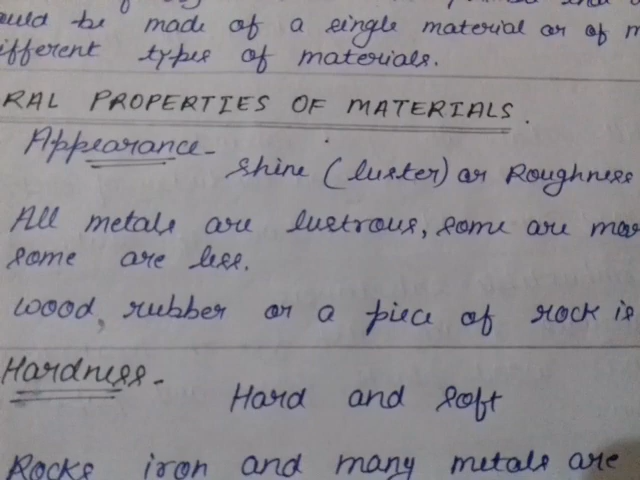 be made of a single material or of
different types of materials.
RAL PROPERTIES OF MATERIALS.
Appearance-
Shine (luster) or Roughness
All metals are lustrous, some are mor
some are less.
wood, rubber or a piece of rock is
Hardness-
Hard and Soft
Rocks iron and many metals are